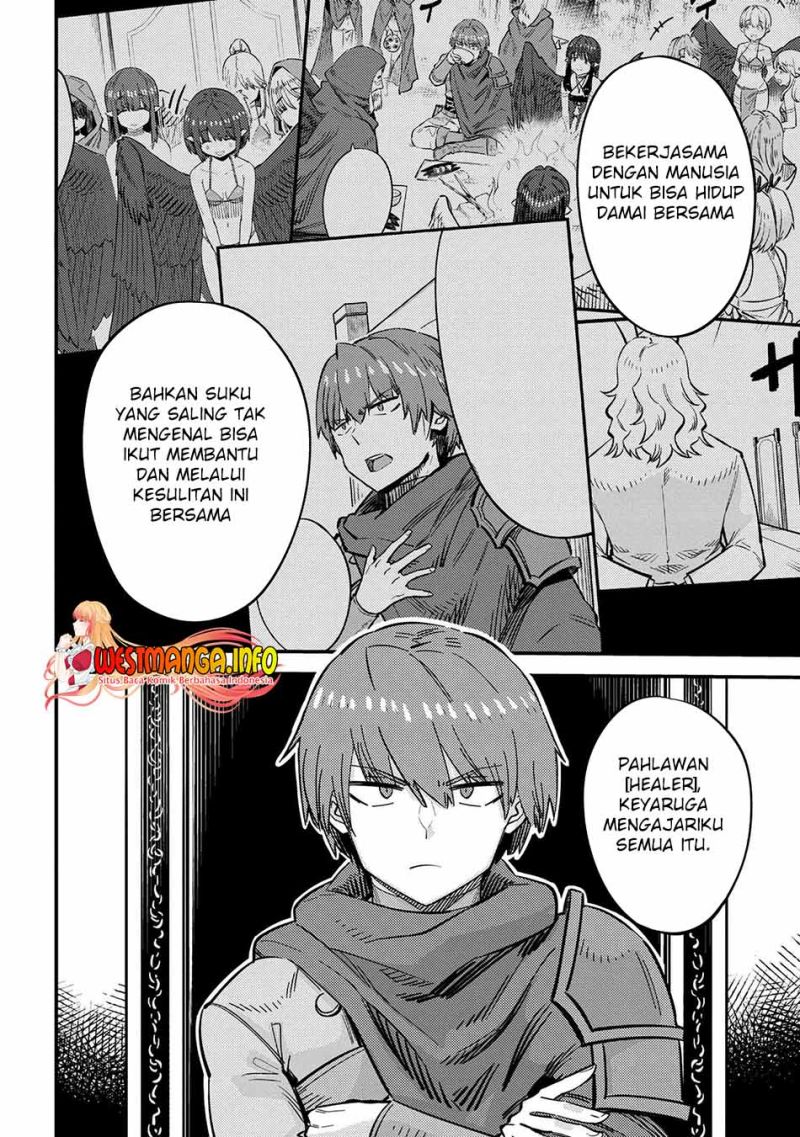 BEKERJASAMA
DENGAN MANUSIA
UNTUK BISA HIDUP
DAMAI BERSAMA
BAHKAN SUKU
YANG SALING TAK
MENGENAL BISA
IKUT MEMBANTU
DAN MELALUI
KESULITAN INI
BERSAMA
WESTMANGA.INFO
Situs Baca Komik Berbahasa Indonesia
PAHLAWAN
[HEALER],
KEYARUGA
MENGAJARIKU
SEMUA ITU.